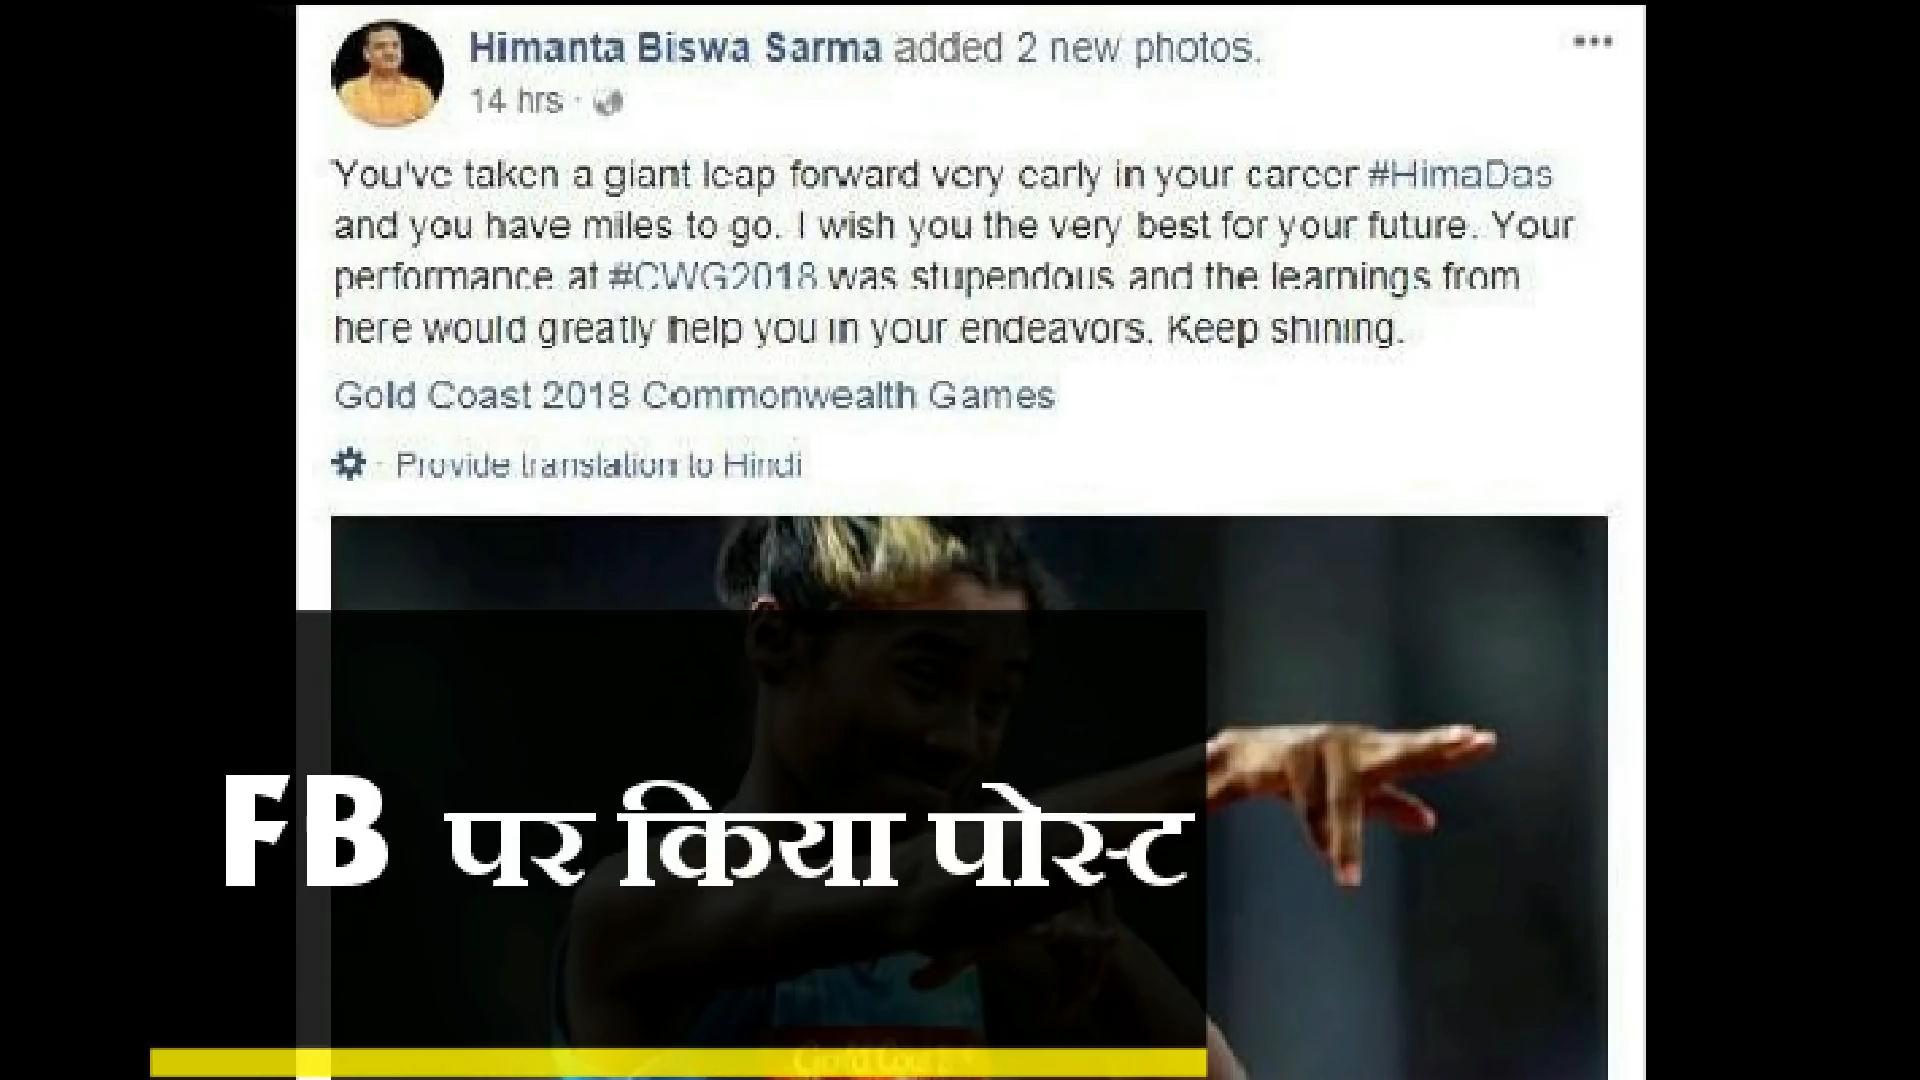 Himanta Biswa Sarma added 2 new photos.
14 hrs ·
You've taken a giant leap forward very early in your career #HimaDas
and you have miles to go. I wish you the very best for your future. Your
performance at #CWG2018 was stupendous and the learnings from
here would greatly help you in your endeavors. Keep shining.
Gold Coast 2018 Commonwealth Games
· Provide translation to Hindi
FB पर किया पोस्ट